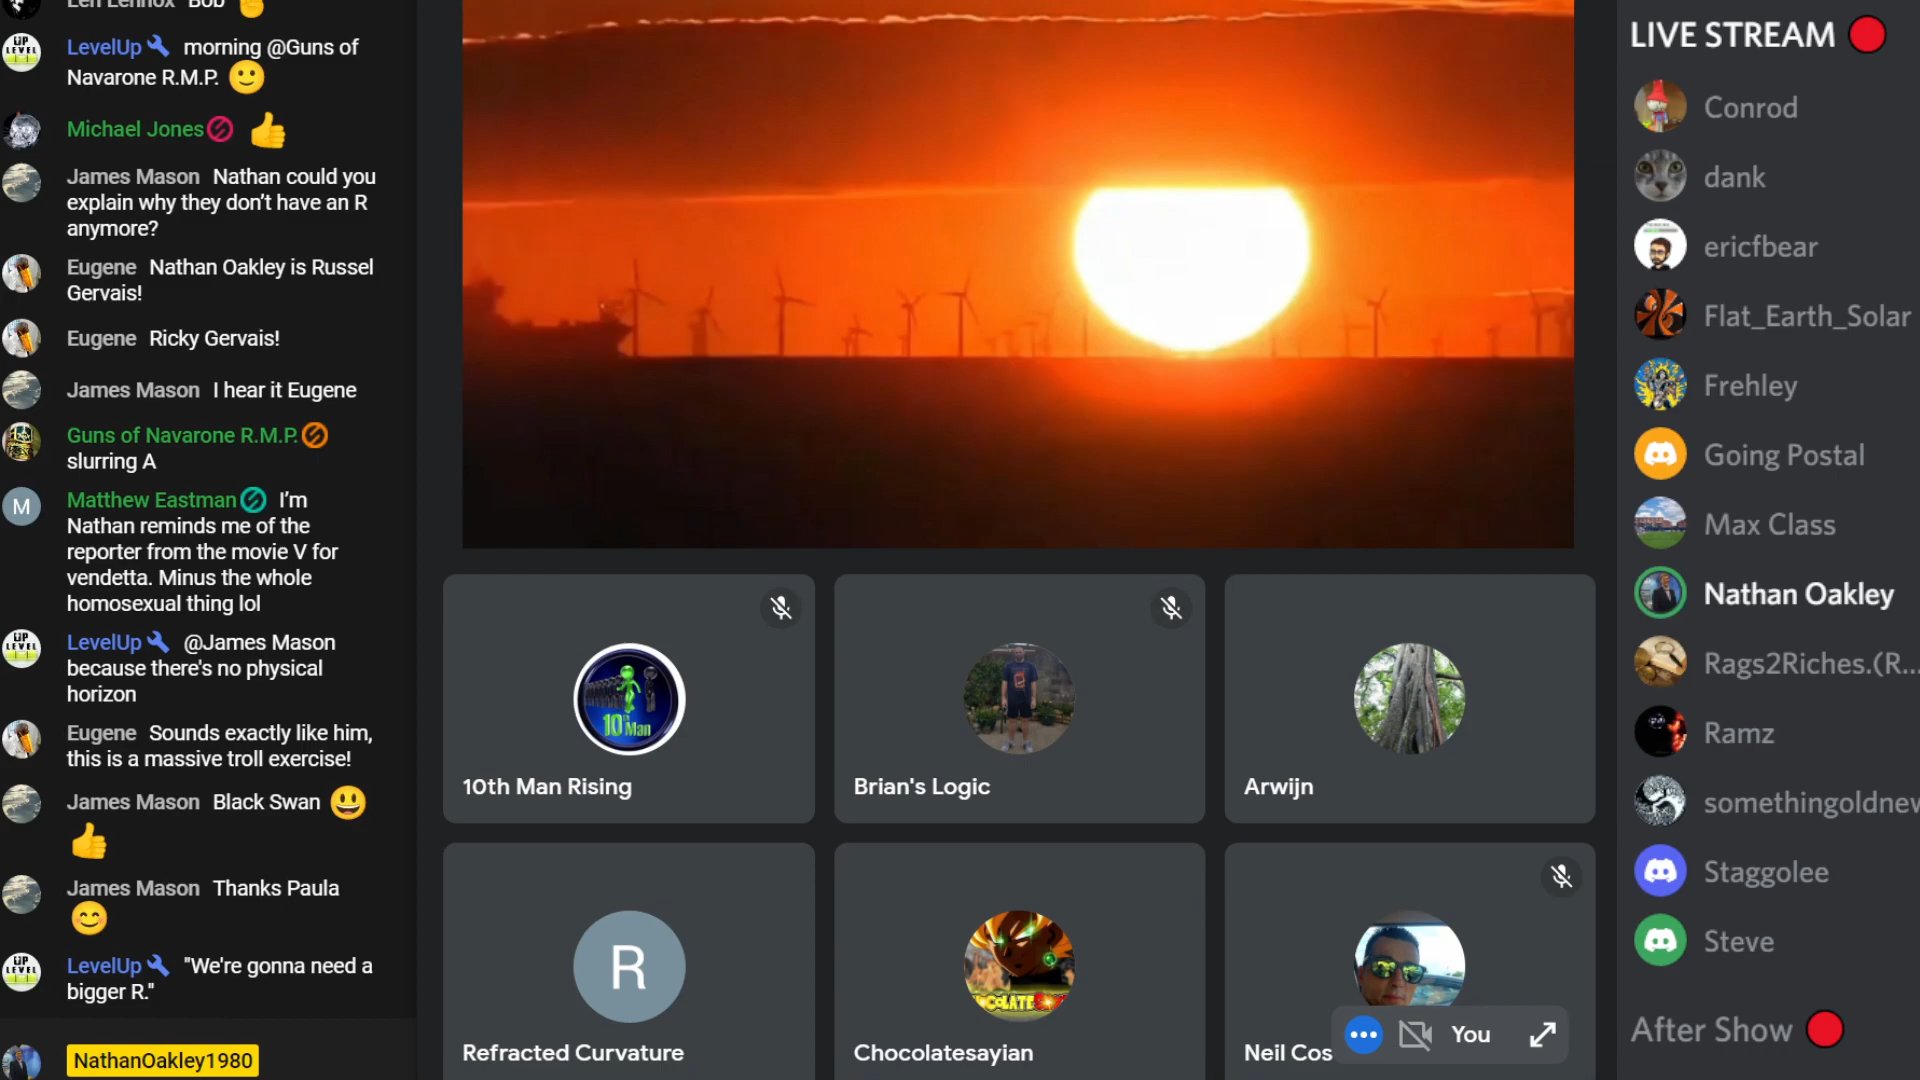 Len Lennox Bob
LevelUp morning @Guns of
Navarone R.M.P.
Michael Jones
James Mason Nathan could you
explain why they don't have an R
anymore?
Eugene Nathan Oakley is Russel
Gervais!
Eugene Ricky Gervais!
James Mason I hear it Eugene
Guns of Navarone R.M.P.
slurring A
Matthew Eastman I'm
Nathan reminds me of the
reporter from the movie V for
vendetta. Minus the whole
homosexual thing lol
M
LevelUp @James Mason
because there's no physical
horizon
Eugene Sounds exactly like him,
this is a massive troll exercise!
James Mason Black Swan
James Mason Thanks Paula
LevelUp "We're gonna need a
bigger R."
NathanOakley1980
10th Man
10th Man Rising
Brian's Logic
Arwijn
R
Refracted Curvature
Chocolatesayian
Neil Cos
You
LIVE STREAM
Conrod
dank
ericfbear
Flat_Earth_Solar
Frehley
Going Postal
Max Class
Nathan Oakley
Rags2Riches.(R...
Ramz
somethingoldnew
Staggolee
Steve
After Show